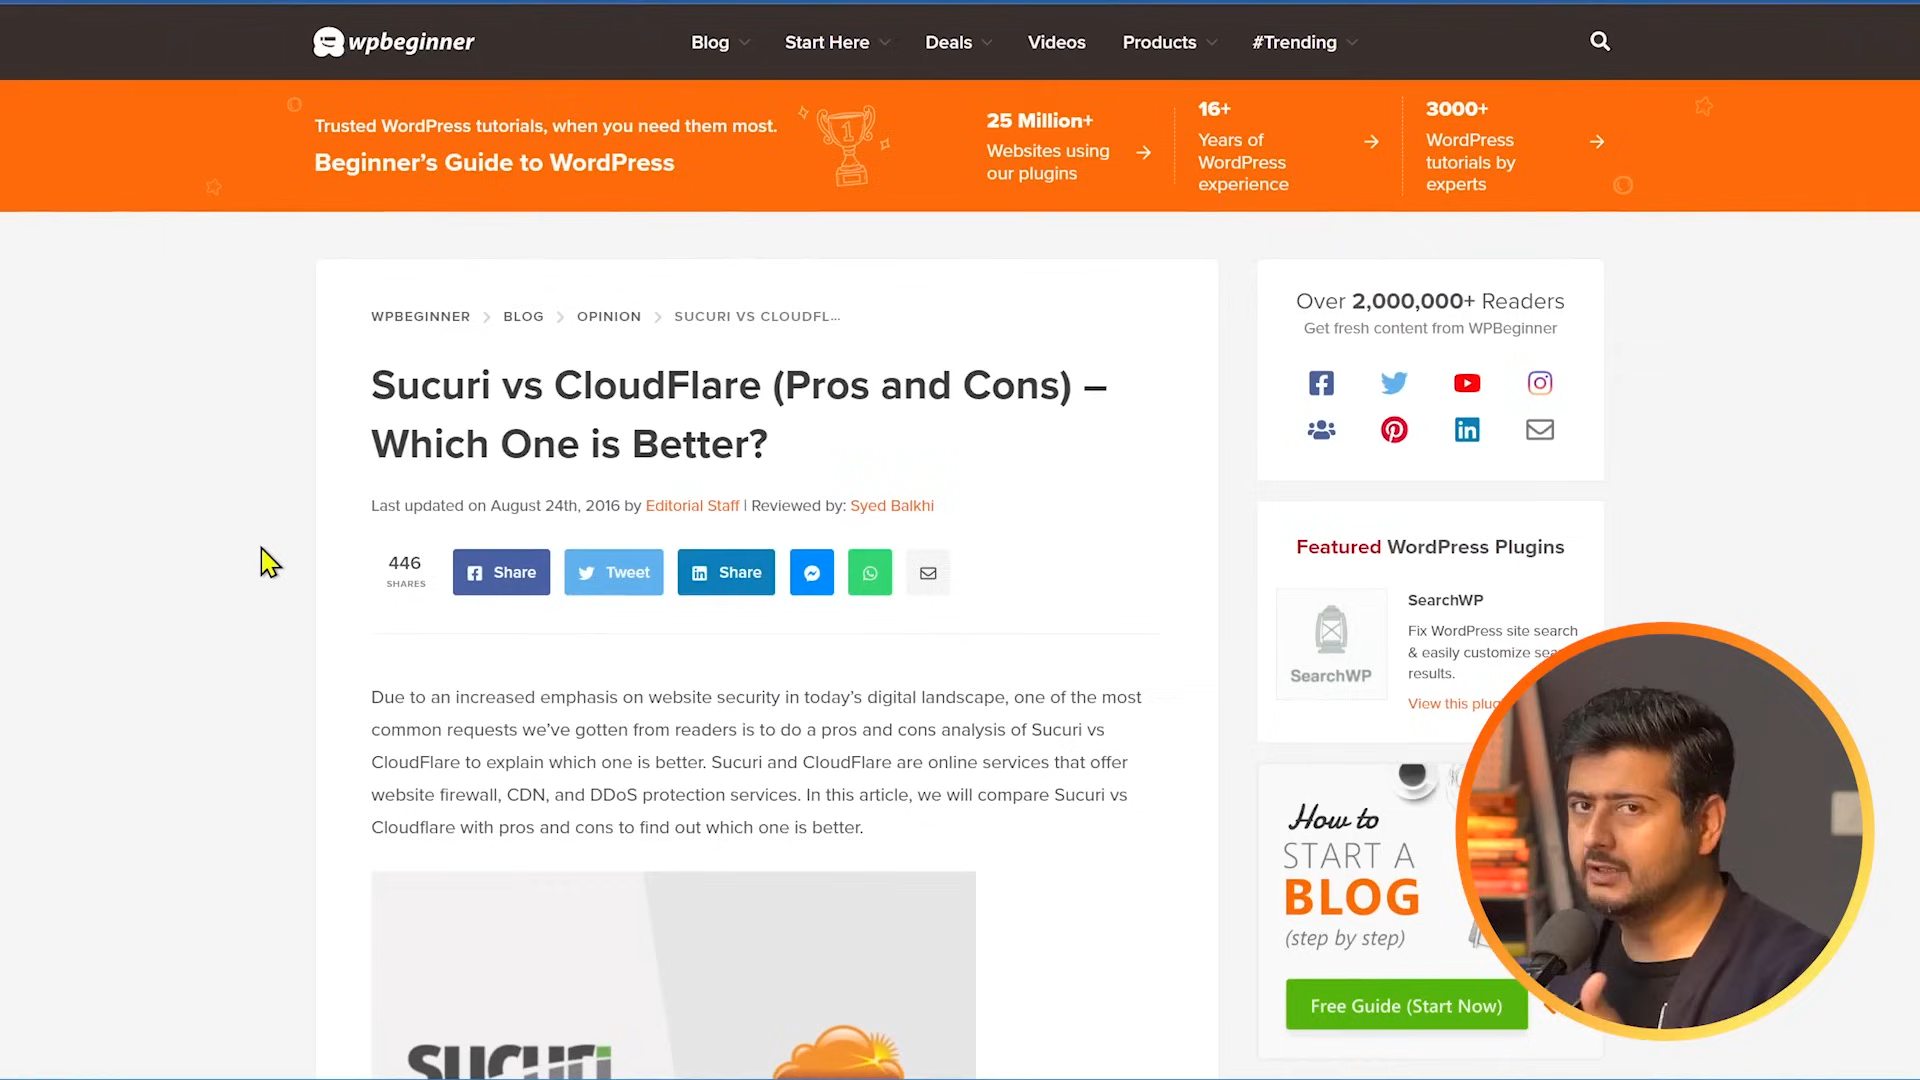 wpbeginner
Blog
Start Here
Deals
Videos
Products
#Trending
Trusted WordPress tutorials, when you need them most.
Beginner's Guide to WordPress
1
25 Million+
Websites using
our plugins
16+
Years of
WordPress
experience
3000+
WordPress
tutorials by
experts
WPBEGINNER
BLOG
OPINION
SUCURI VS CLOUDFL...
Sucuri vs CloudFlare (Pros and Cons) –
Which One is Better?
Last updated on August 24th, 2016 by Editorial Staff | Reviewed by: Syed Balkhi
446
SHARES
Share
Tweet
Share
Due to an increased emphasis on website security in today's digital landscape, one of the most
common requests we've gotten from readers is to do a pros and cons analysis of Sucuri vs
CloudFlare to explain which one is better. Sucuri and CloudFlare are online services that offer
website firewall, CDN, and DDoS protection services. In this article, we will compare Sucuri vs
Cloudflare with pros and cons to find out which one is better.
SUCURI
Over 2,000,000+ Readers
Get fresh content from WPBeginner
Featured WordPress Plugins
SearchWP
SearchWP
Fix WordPress site search
& easily customize sea
results.
View this plug
How to
START A
BLOG
(step by step)
Free Guide (Start Now)